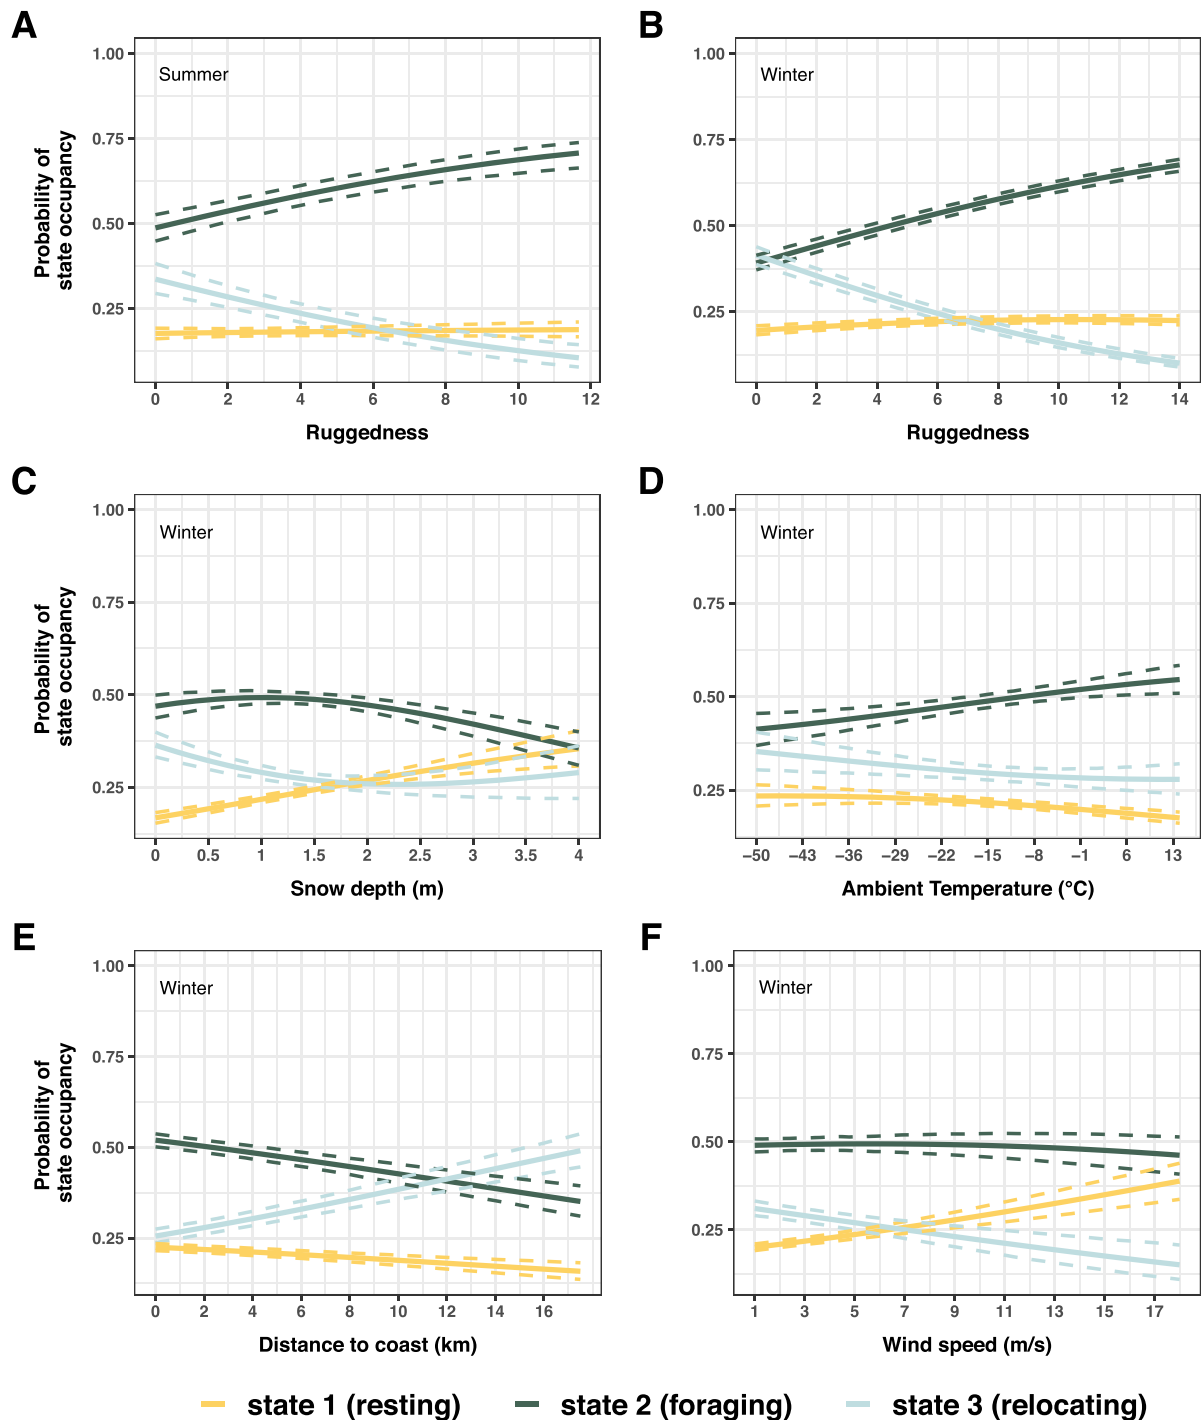 A
Summer
Probability of
state occupancy
1.00
0.75
0.50
0.25
0 2 4 6 8 10 12
Ruggedness
B
Winter
1.00
0.75
0.50
0.25
0 2 4 6 8 10 12 14
Ruggedness
C
Winter
Probability of
state occupancy
1.00
0.75
0.50
0.25
0 0.5 1 1.5 2 2.5 3 3.5 4
Snow depth (m)
D
Winter
1.00
0.75
0.50
0.25
−50 −43 −36 −29 −22 −15 −8 −1 6 13
Ambient Temperature (°C)
E
Winter
Probability of
state occupancy
1.00
0.75
0.50
0.25
0 2 4 6 8 10 12 14 16
Distance to coast (km)
F
Winter
1.00
0.75
0.50
0.25
1 3 5 7 9 11 13 15 17
Wind speed (m/s)
state 1 (resting) state 2 (foraging) state 3 (relocating)